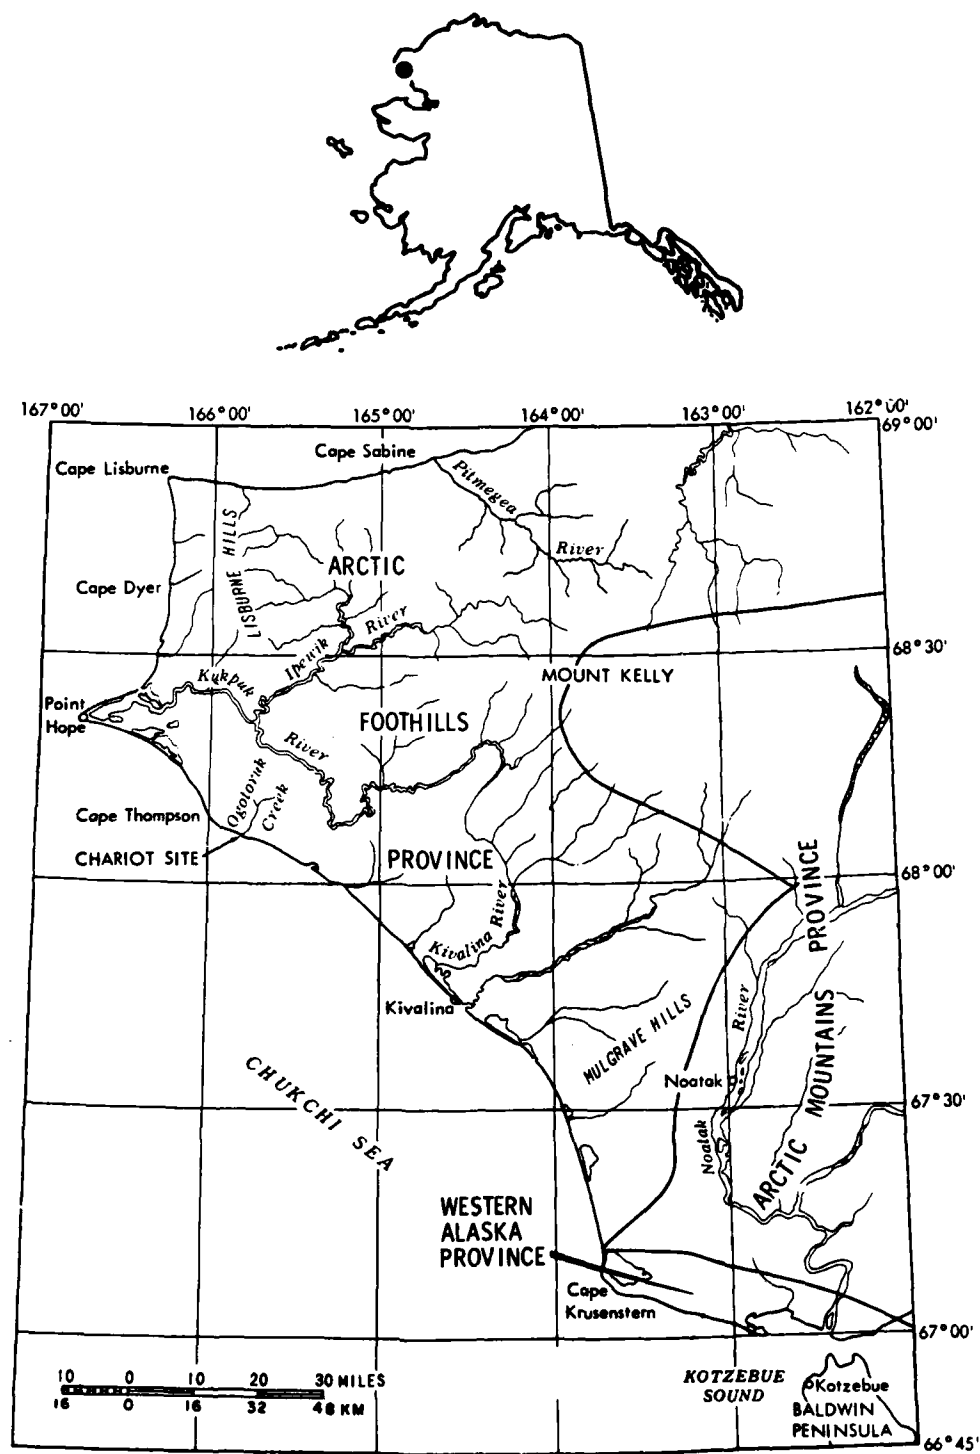 167°00'
166°00'
165°00'
164°00'
163°00'
162°00'
69°00'
Cape Lisburne
Cape Sabine
Pitmegea
River
LISBURNE HILLS
ARCTIC
Cape Dyer
River
Ipewik
68°30'
Kukpuk
MOUNT KELLY
Point
Hope
FOOTHILLS
River
Ogotoruk
Creek
Cape Thompson
CHARIOT SITE
PROVINCE
PROVINCE
68°00'
Kivalina River
Kivalina
River
MULGRAVE HILLS
MOUNTAINS
Noatak
CHUKCHI SEA
67°30'
Noatak
ARCTIC
WESTERN
ALASKA
PROVINCE
Cape
Krusenstern
67°00'
10 0 10 20 30 MILES
16 0 16 32 48 KM
KOTZEBUE
SOUND
Kotzebue
BALDWIN
PENINSULA
66°45'